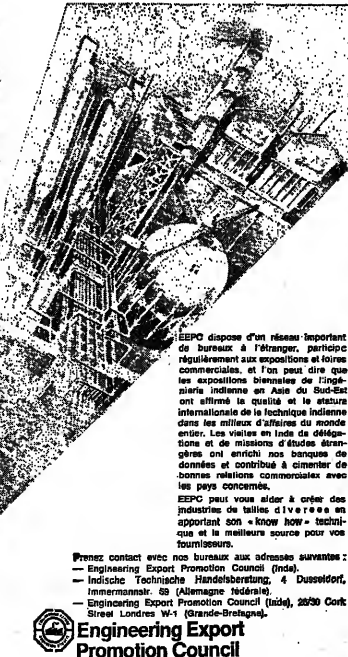 EEPC dispose d'un réseau important
de bureaux à l'étranger, participe
régulièrement aux expositions et foires
commerciales, et l'on peut dire que
les expositions biennales de l'ingé-
nierie indienne en Asie du Sud-Est
ont affirmé la qualité et la stature
internationale de la technique indienne
dans les milieux d'affaires du monde
entier. Les visites en Inde de déléga-
tions et de missions d'études étran-
gères ont enrichi nos banques de
données et contribué à cimenter de
bonnes relations commerciales avec
les pays concernés.
EEPC peut vous aider à créer des
industries de tailles diverses en
apportant son « know how » techni-
que et la meilleure source pour vos
fournisseurs.
Prenez contact avec nos bureaux aux adresses suivantes :
— Engineering Export Promotion Council (Inde).
— Indische Technische Handelsberatung, 4 Dusseldorf,
Immermannstr. 59 (Allemagne fédérale).
— Engineering Export Promotion Council (Inde), 26/30 Cork
Street Londres W-1 (Grande-Bretagne).
Engineering Export
Promotion Council